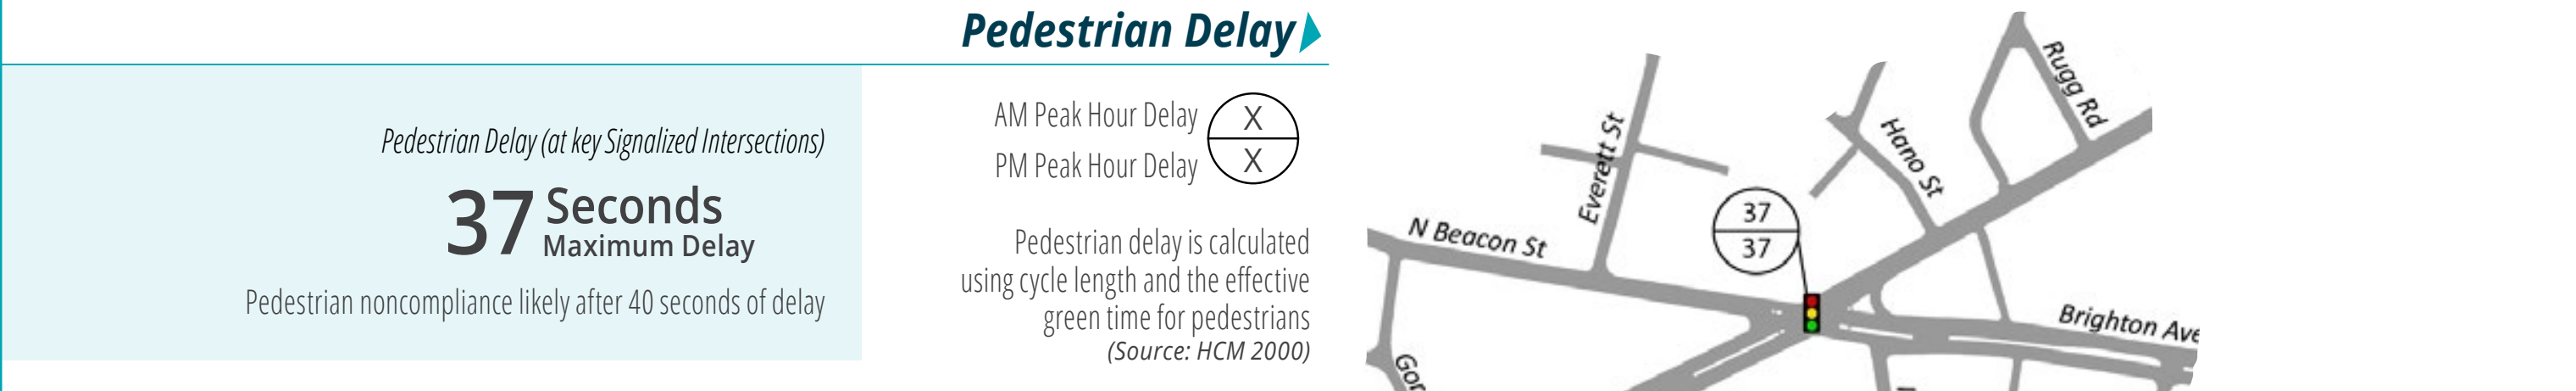 Pedestrian Delay
Pedestrian Delay (at key Signalized Intersections)
37 Seconds
Maximum Delay
Pedestrian noncompliance likely after 40 seconds of delay
AM Peak Hour Delay X
PM Peak Hour Delay X
Pedestrian delay is calculated
using cycle length and the effective
green time for pedestrians
(Source: HCM 2000)
Rugg Rd
Everett St
Hano St
37
37
N Beacon St
Brighton Ave
Gor